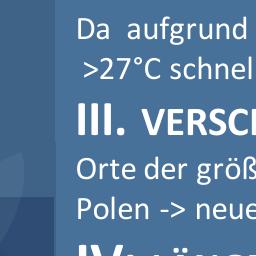 Da aufgrund
>27°C schnel
III. VERSC
Orte der größ
Polen -> neue